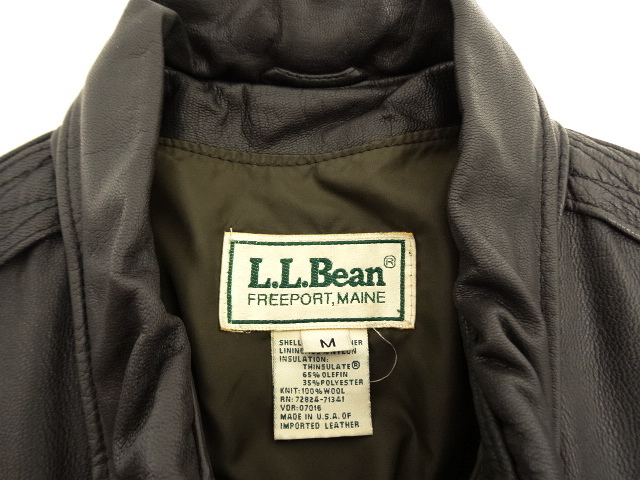 L.L.Bean®
FREEPORT, MAINE
M
SHELL
INSULATION:
THINSULATE®
65% OLEFIN
35% POLYESTER
KNIT: 100% WOOL
RN: 72824-71341
VDR: 07016
MADE IN U.S.A. OF
IMPORTED LEATHER